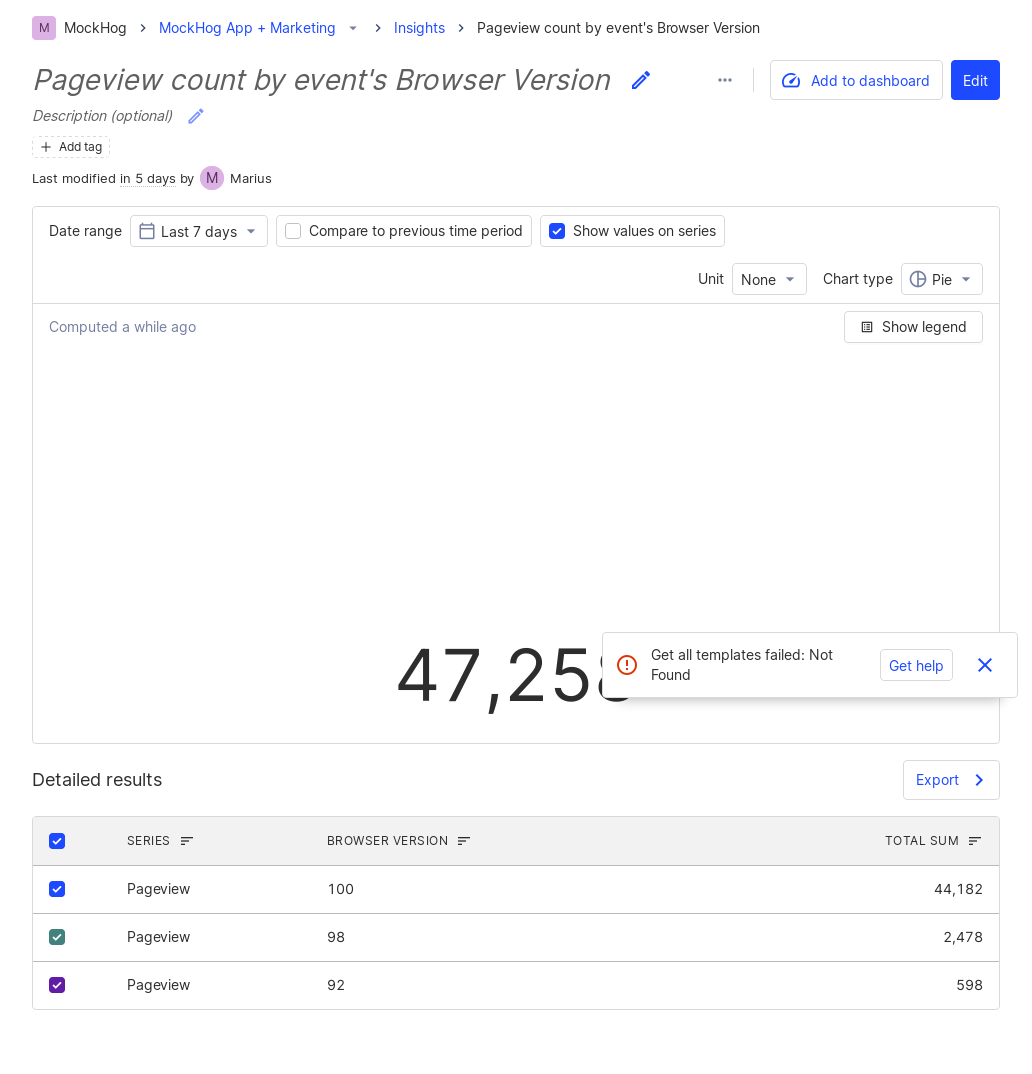 M MockHog MockHog App + Marketing Insights Pageview count by event's Browser Version
Pageview count by event's Browser Version
Add to dashboard Edit
Description (optional)
Add tag
Last modified in 5 days by M Marius
Date range Last 7 days Compare to previous time period Show values on series
Unit None Chart type Pie
Computed a while ago Show legend
47,258
Get all templates failed: Not
Found
Get help
Detailed results Export
SERIES BROWSER VERSION TOTAL SUM
Pageview 100 44,182
Pageview 98 2,478
Pageview 92 598